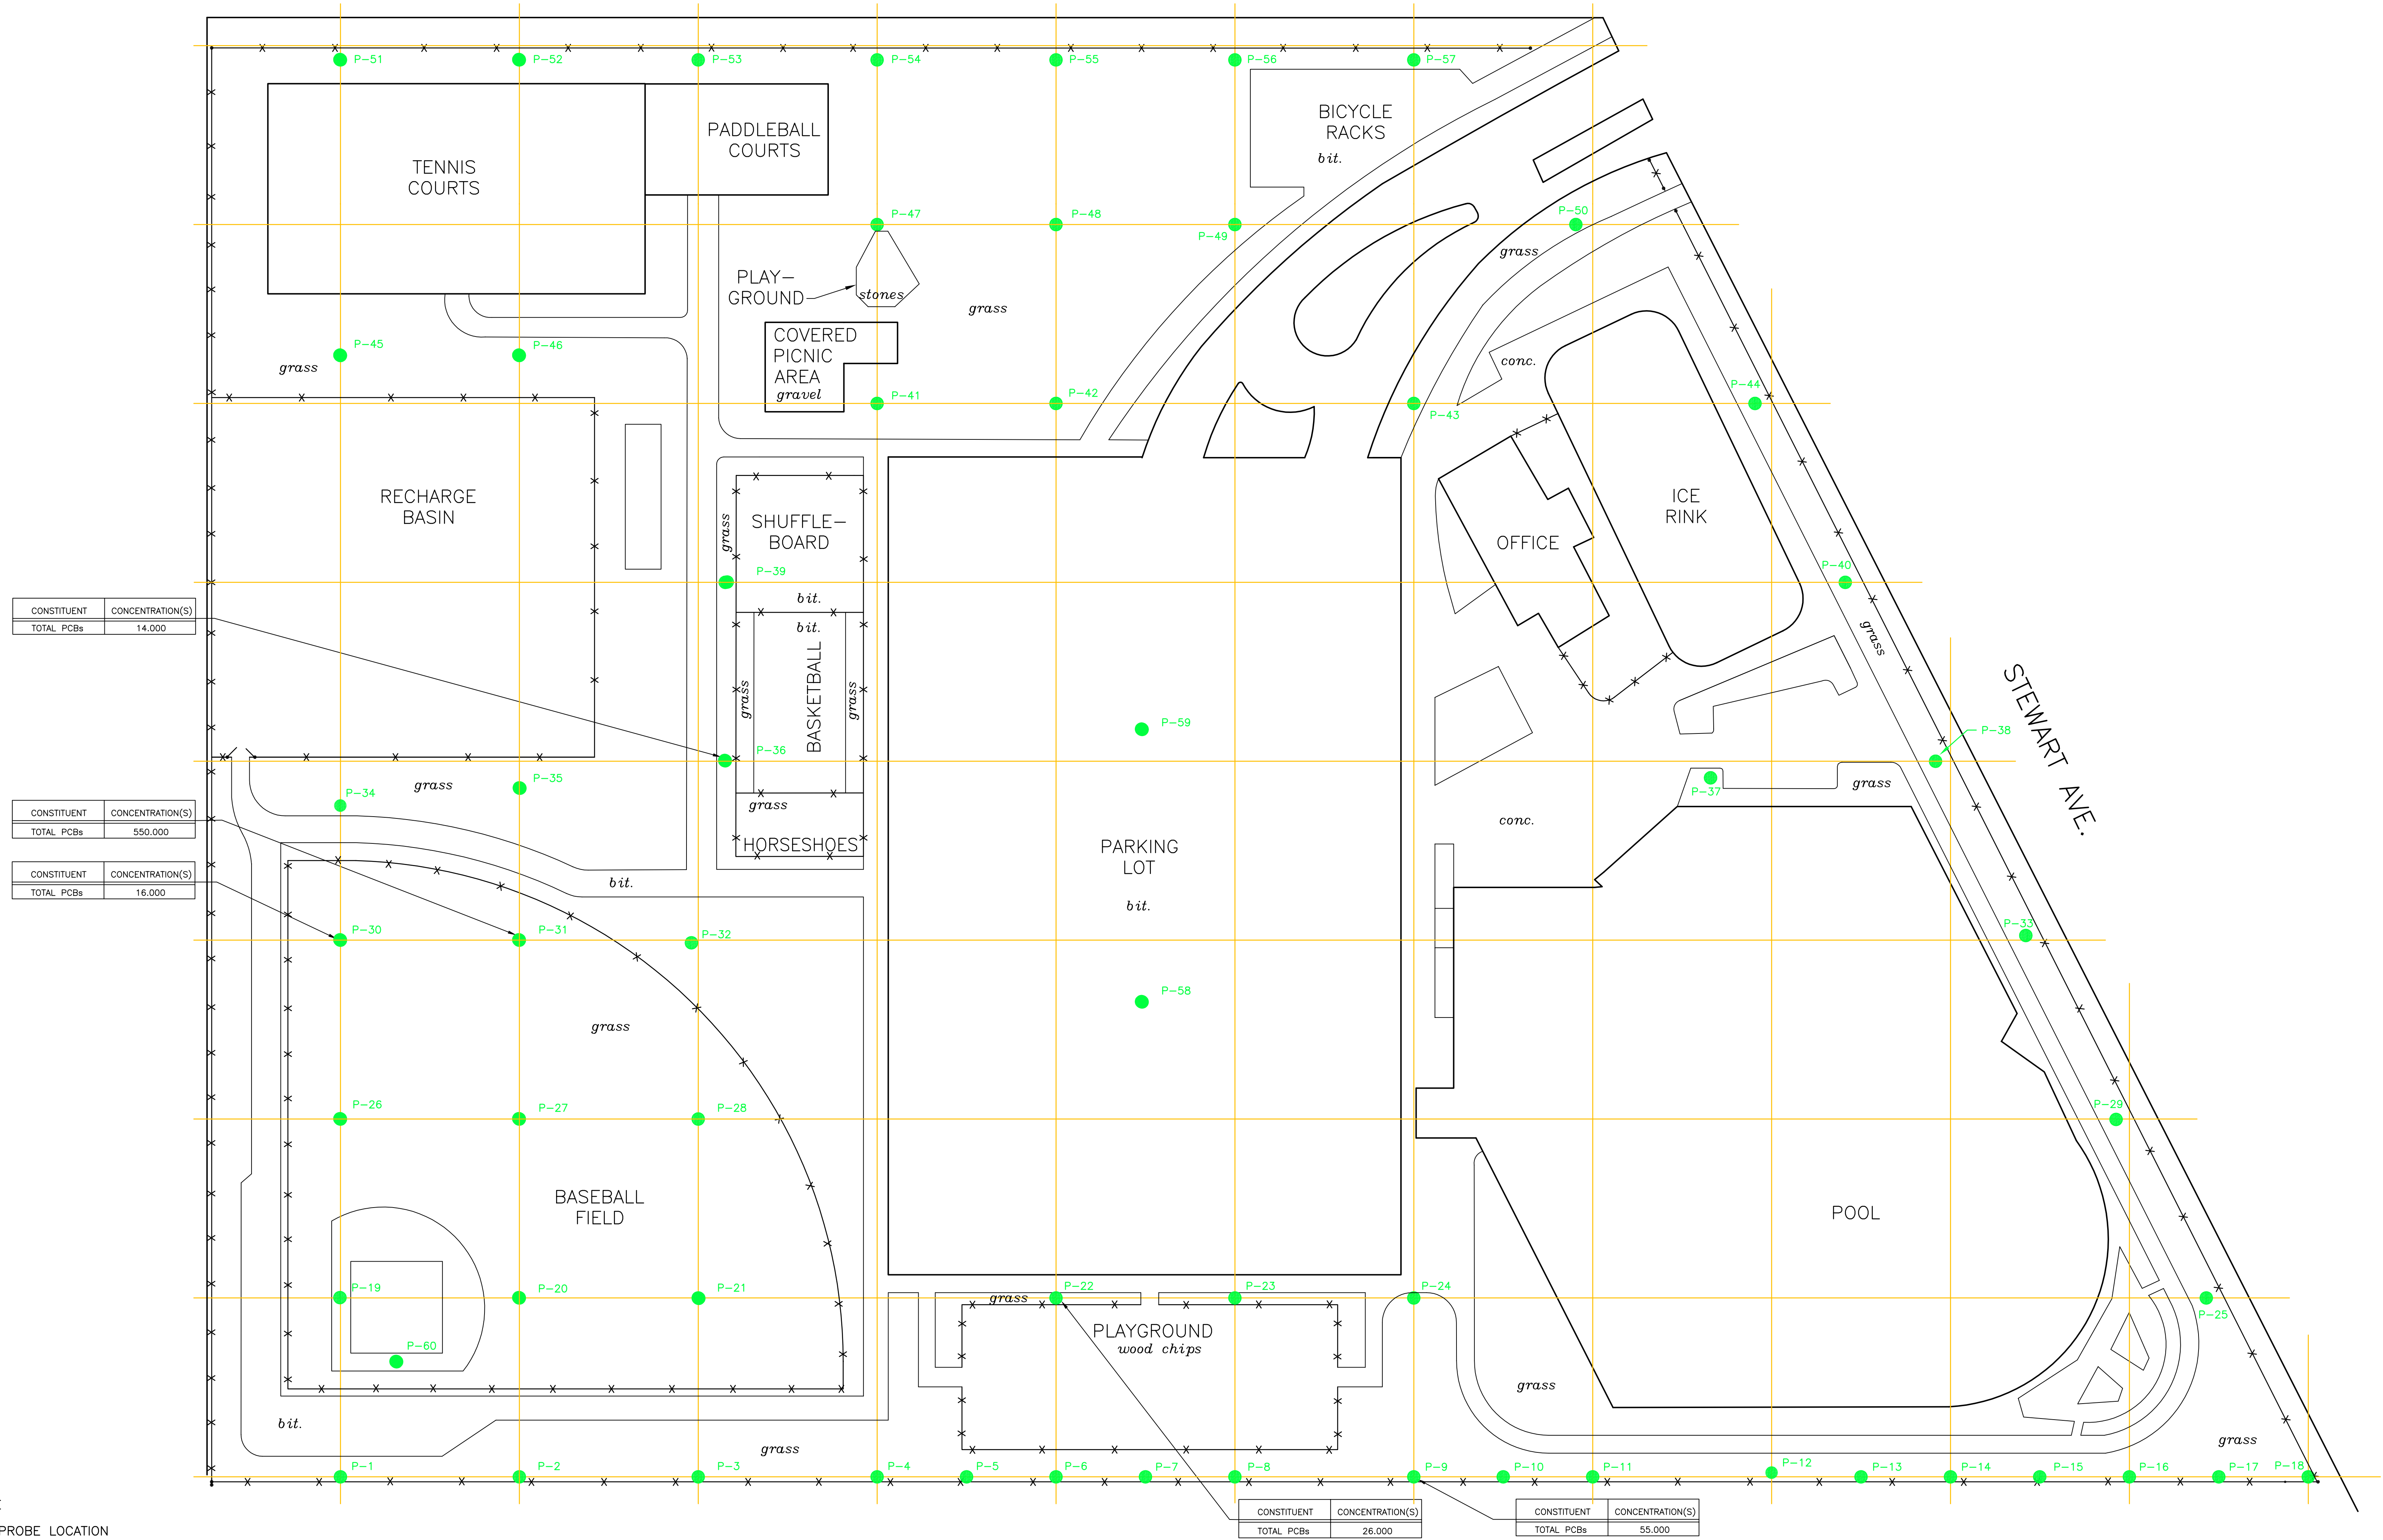 P-51
P-52
P-53
P-54
P-55
P-56
P-57
BICYCLE
RACKS
bit.
PADDLEBALL
COURTS
TENNIS
COURTS
P-47
P-48
P-49
P-50
grass
PLAY-
GROUND
stones
grass
COVERED
PICNIC
AREA
gravel
P-45
P-46
grass
conc.
P-41
P-42
P-43
P-44
RECHARGE
BASIN
SHUFFLE-
BOARD
grass
ICE
RINK
OFFICE
P-39
P-40
bit.
bit.
CONSTITUENT CONCENTRATION(S)
TOTAL PCBs 14.000
grass
BASKETBALL
grass
grass
STEWART AVE.
P-59
P-36
P-38
P-37
P-35
grass
grass
P-34
grass
conc.
CONSTITUENT CONCENTRATION(S)
TOTAL PCBs 550.000
HORSESHOES
PARKING
LOT
bit.
bit.
CONSTITUENT CONCENTRATION(S)
TOTAL PCBs 16.000
P-30
P-31
P-32
P-33
P-58
grass
P-26
P-27
P-28
P-29
BASEBALL
FIELD
POOL
P-19
P-20
P-21
P-22
P-23
P-24
P-25
grass
PLAYGROUND
wood chips
P-60
grass
bit.
grass
grass
P-1
P-2
P-3
P-4
P-5
P-6
P-7
P-8
P-9
P-10
P-11
P-12
P-13
P-14
P-15
P-16
P-17
P-18
CONSTITUENT CONCENTRATION(S)
TOTAL PCBs 26.000
CONSTITUENT CONCENTRATION(S)
TOTAL PCBs 55.000
PROBE LOCATION